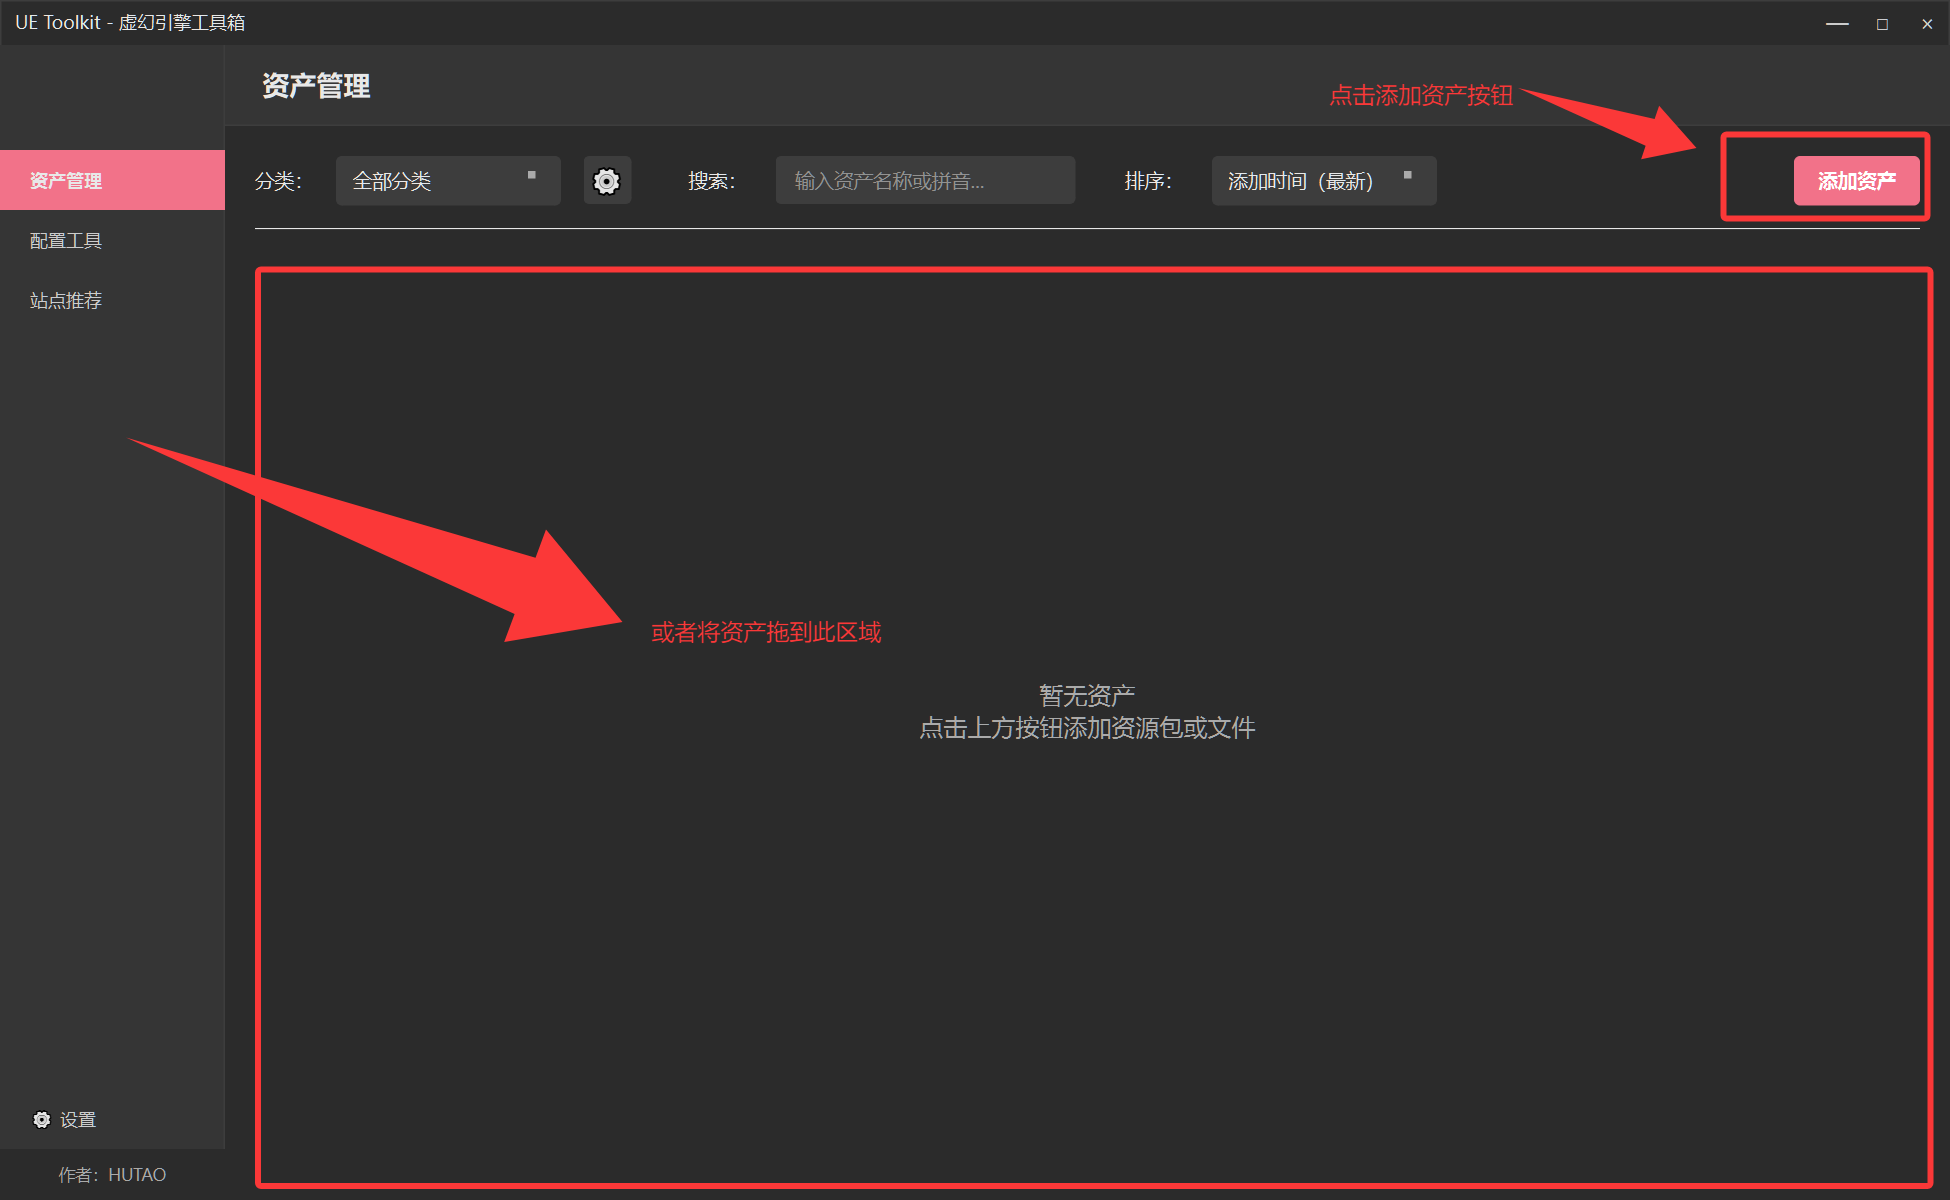 UE Toolkit - 虚幻引擎工具箱
资产管理
点击添加资产按钮
资产管理
分类:
全部分类
搜索:
输入资产名称或拼音...
排序:
添加时间（最新）
添加资产
配置工具
站点推荐
或者将资产拖到此区域
暂无资产
点击上方按钮添加资源包或文件
设置
作者：HUTAO